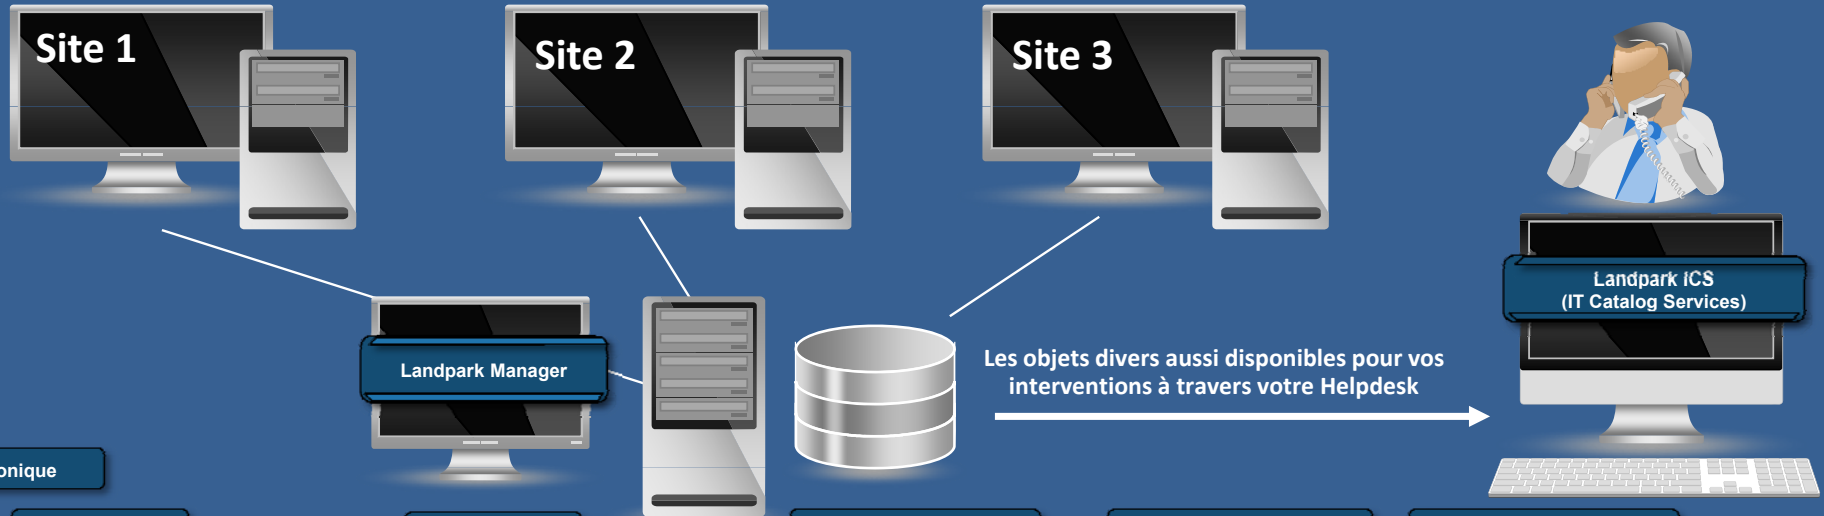 Site 1
Site 2
Site 3
Landpark ICS
(IT Catalog Services)
Landpark Manager
Les objets divers aussi disponibles pour vos
interventions à travers votre Helpdesk
onique